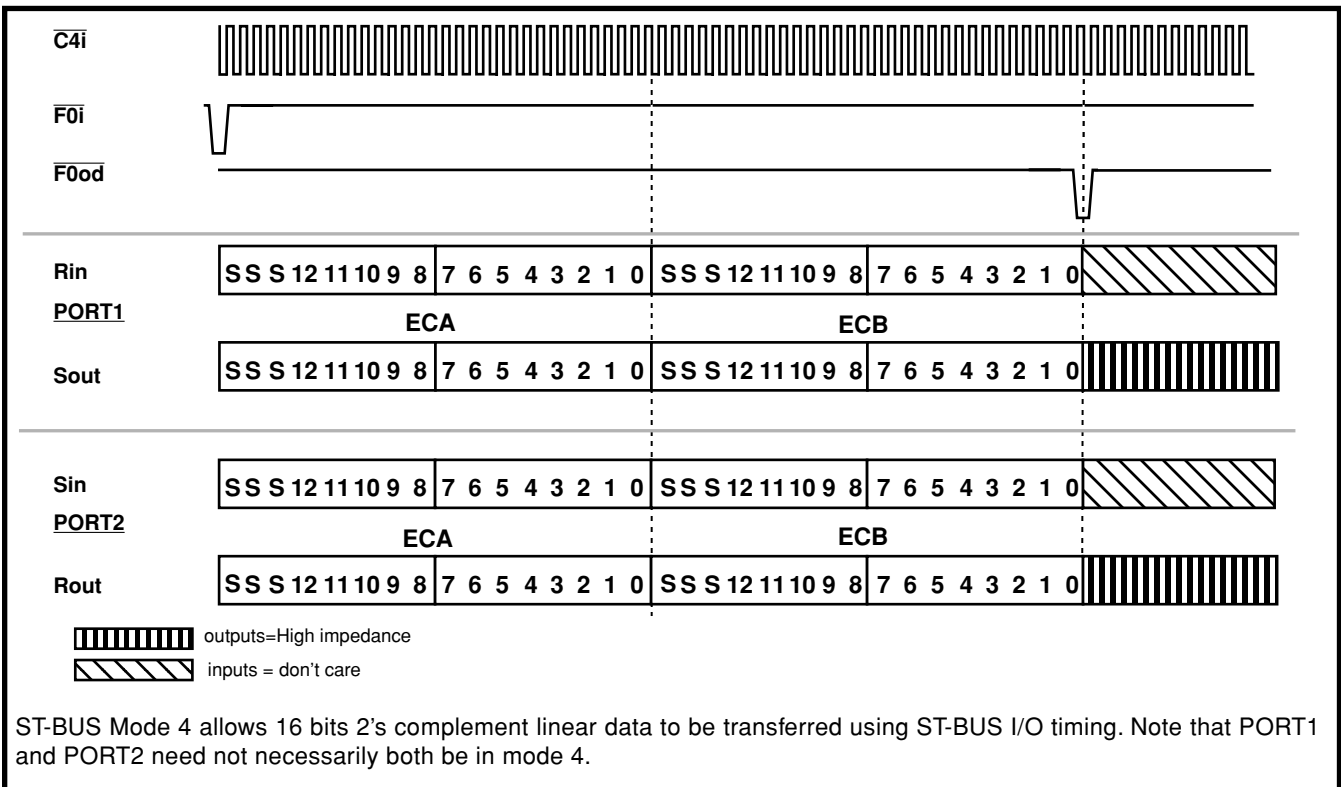 C4i
F0i
F0od
Rin
SS S 12 11 10 9 8 7 6 5 4 3 2 1 0 SS S 12 11 10 9 8 7 6 5 4 3 2 1 0
PORT1
ECA ECB
Sout
SS S 12 11 10 9 8 7 6 5 4 3 2 1 0 SS S 12 11 10 9 8 7 6 5 4 3 2 1 0
Sin
SS S 12 11 10 9 8 7 6 5 4 3 2 1 0 SS S 12 11 10 9 8 7 6 5 4 3 2 1 0
PORT2
ECA ECB
Rout
SS S 12 11 10 9 8 7 6 5 4 3 2 1 0 SS S 12 11 10 9 8 7 6 5 4 3 2 1 0
outputs=High impedance
inputs = don't care
ST-BUS Mode 4 allows 16 bits 2's complement linear data to be transferred using ST-BUS I/O timing. Note that PORT1
and PORT2 need not necessarily both be in mode 4.